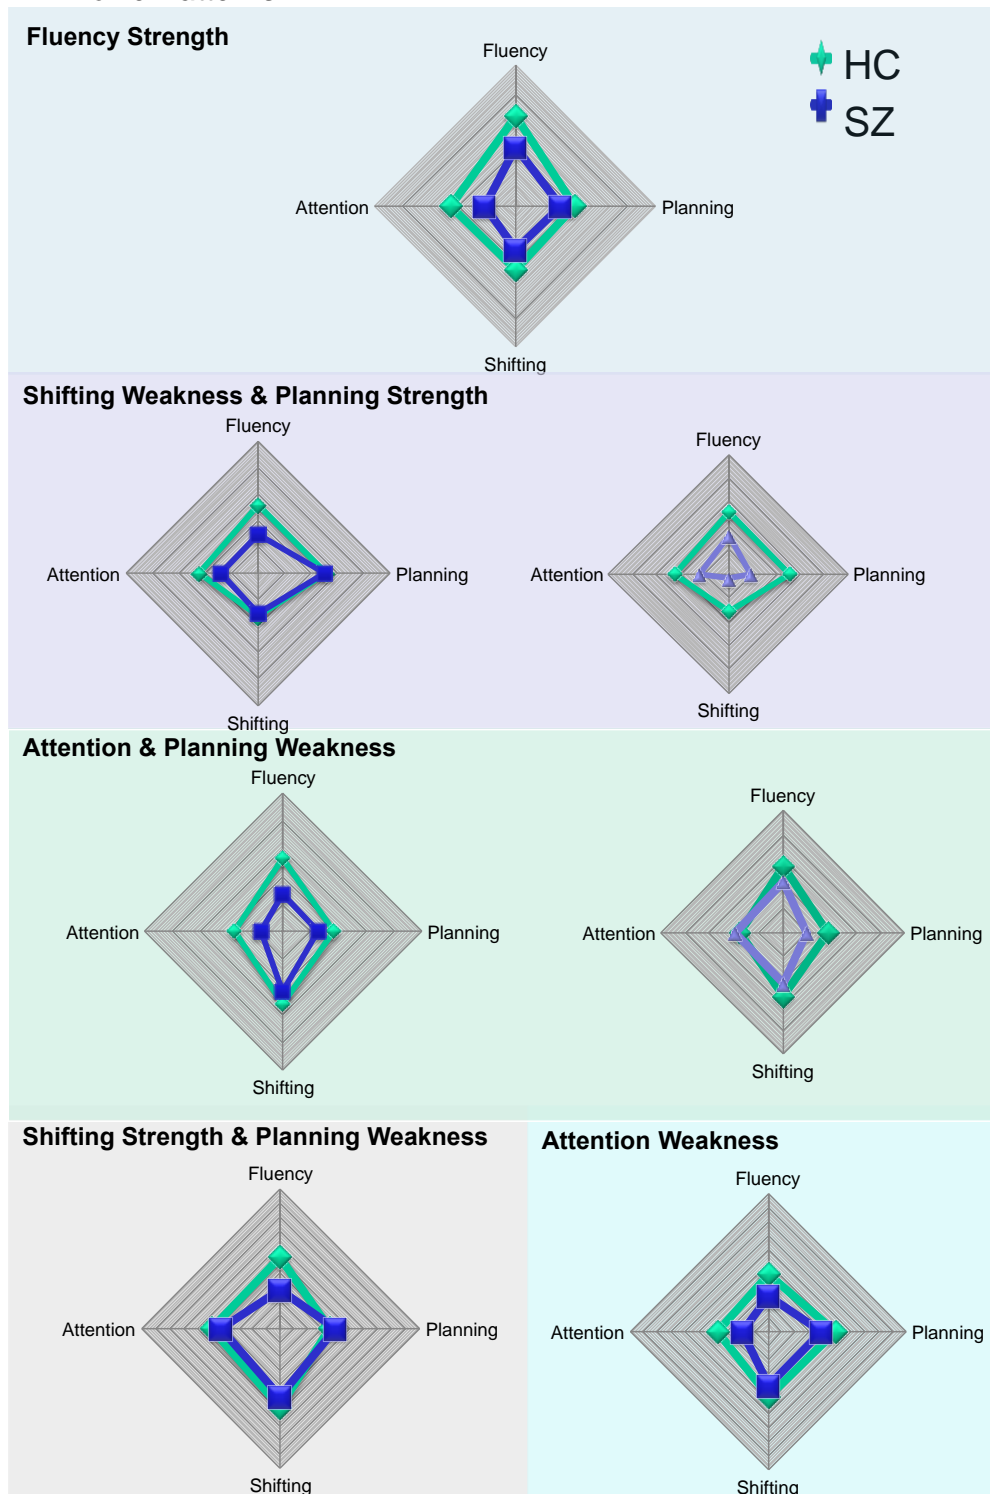 Fluency Strength
Fluency
HC
SZ
Attention
Planning
Shifting
Shifting Weakness & Planning Strength
Fluency
Attention
Planning
Shifting
Fluency
Attention
Planning
Shifting
Attention & Planning Weakness
Fluency
Attention
Planning
Shifting
Fluency
Attention
Planning
Shifting
Shifting Strength & Planning Weakness
Fluency
Attention
Planning
Shifting
Attention Weakness
Fluency
Attention
Planning
Shifting